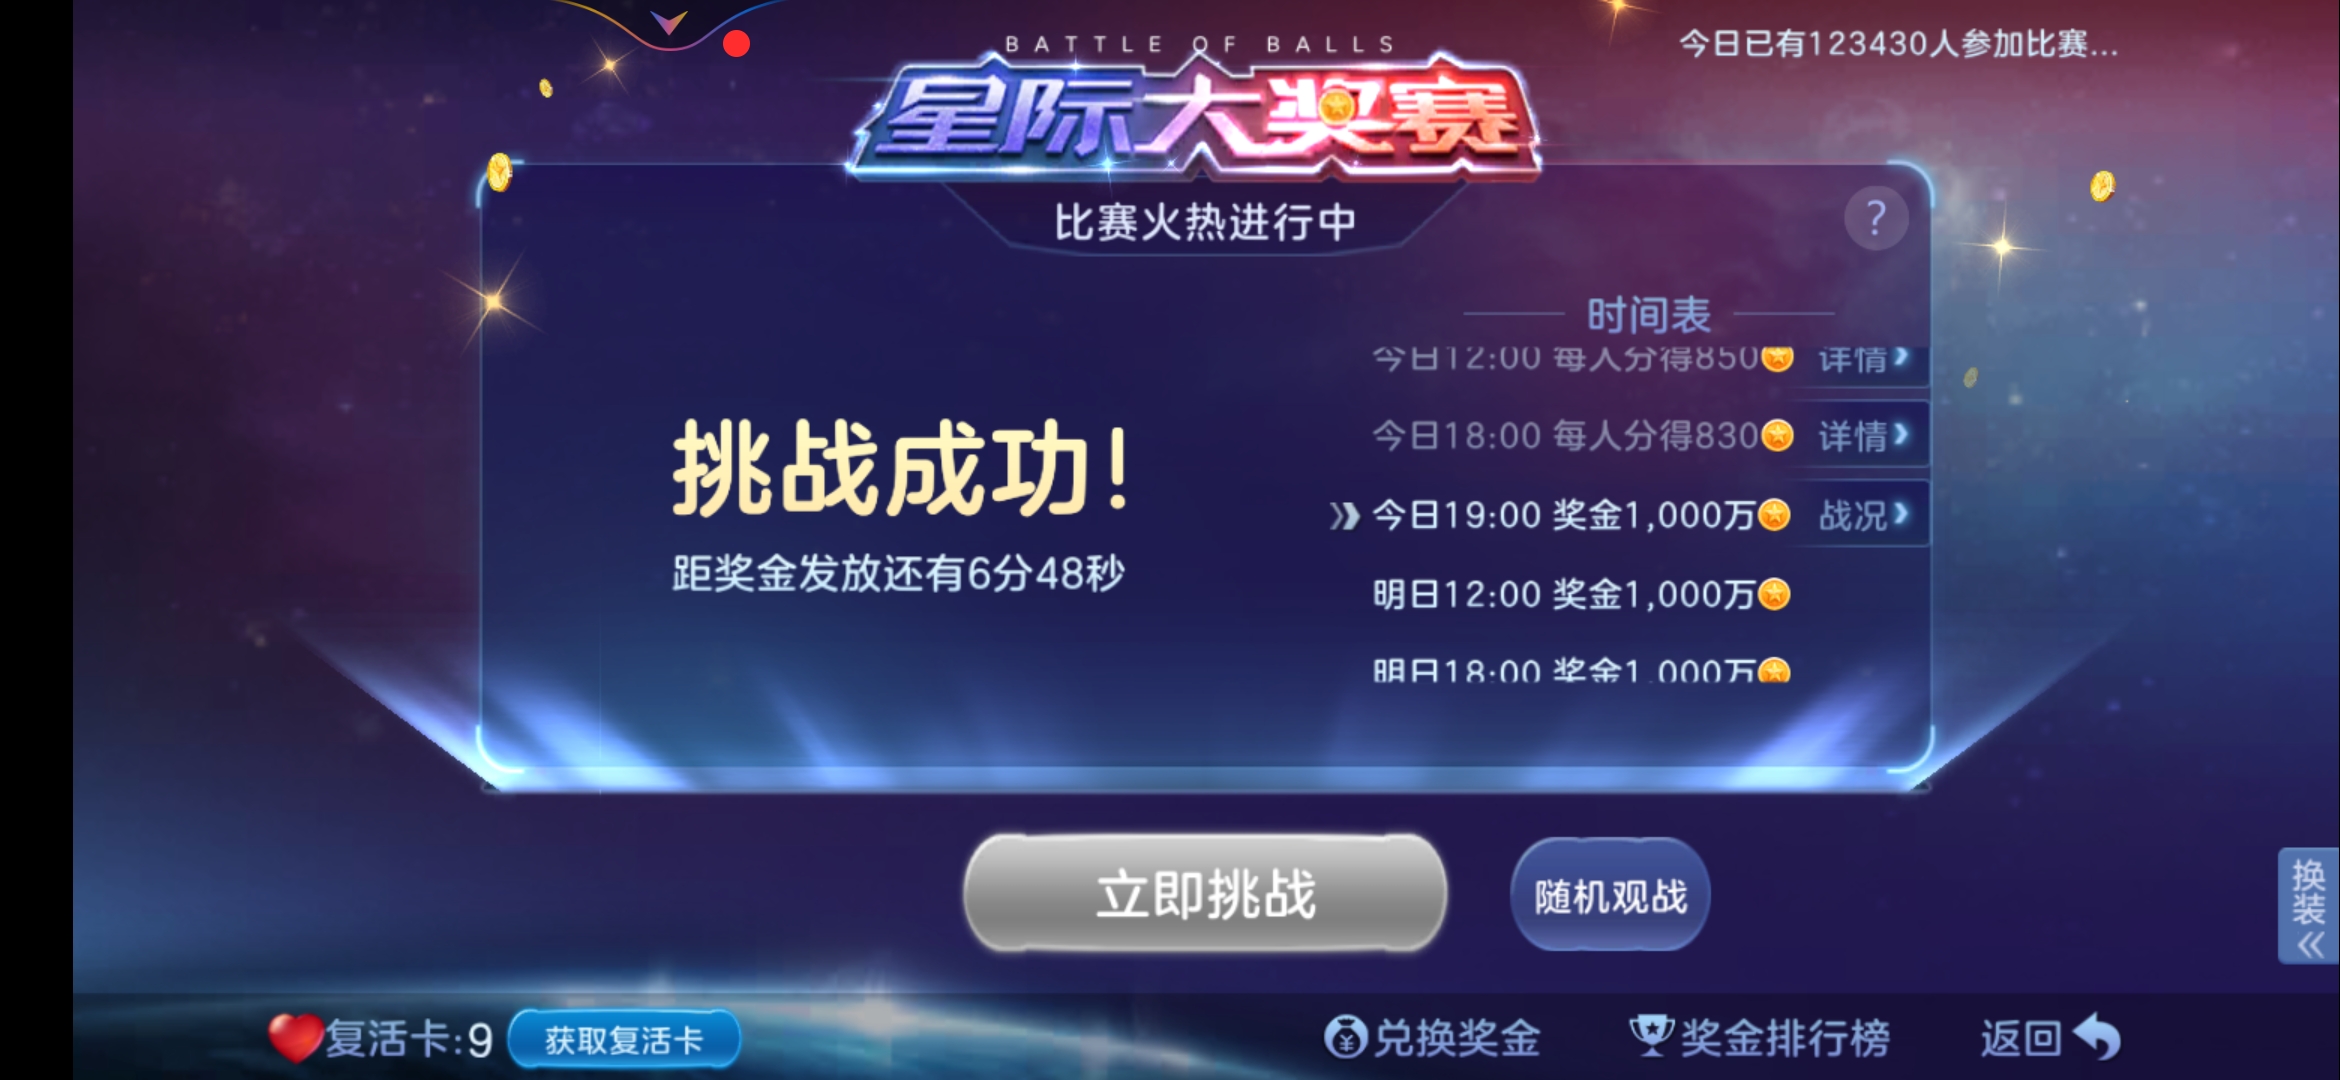 BATTLE OF BALLS
今日已有123430人参加比赛...
星际大奖赛
比赛火热进行中
?
时间表
今日12:00 每人分得850 详情
挑战成功!
今日18:00 每人分得830 详情
今日19:00 奖金1,000万 战况
距奖金发放还有6分48秒
明日12:00 奖金1,000万
明日18:00 奖金1,000万
立即挑战
随机观战
换装
复活卡:9
获取复活卡
兑换奖金
奖金排行榜
返回